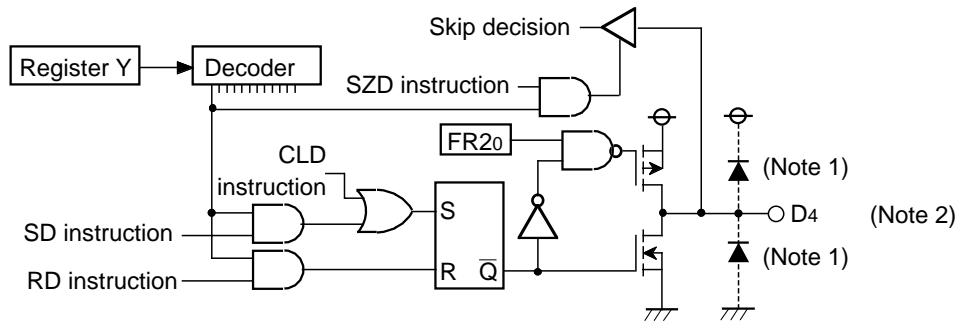 Skip decision
Register Y
Decoder
SZD instruction
FR20
CLD
instruction
(Note 1)
S
D4
(Note 2)
SD instruction
(Note 1)
R
Q̅
RD instruction